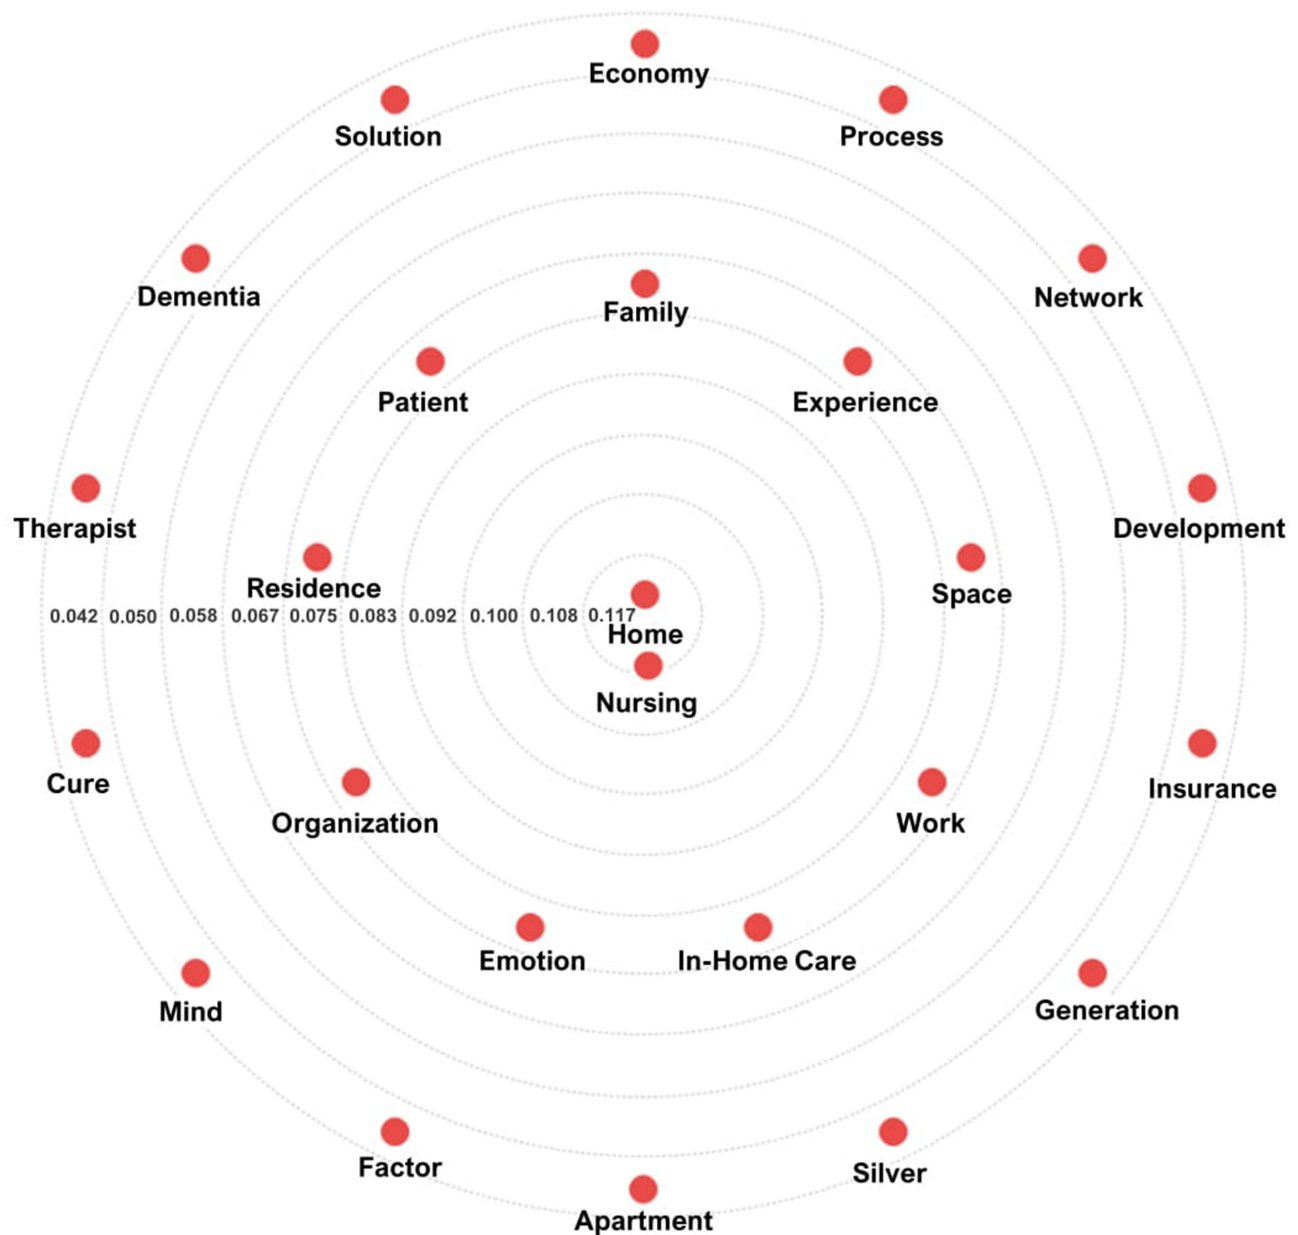 Economy
Solution
Process
Dementia
Network
Family
Patient
Experience
Therapist
Development
Residence
Space
0.042 0.050 0.058 0.067 0.075 0.083 0.092 0.100 0.108 0.117
Home
Nursing
Cure
Insurance
Organization
Work
Emotion
In-Home Care
Mind
Generation
Factor
Silver
Apartment